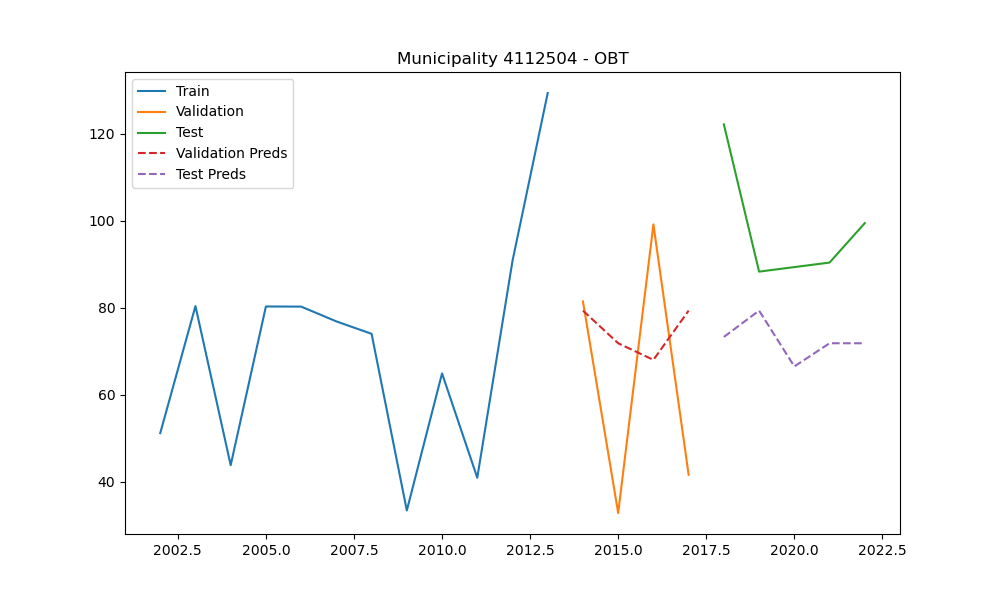 Municipality 4112504 - OBT
Train
Validation
Test
Validation Preds
Test Preds
120
100
80
60
40
2002.5 2005.0 2007.5 2010.0 2012.5 2015.0 2017.5 2020.0 2022.5